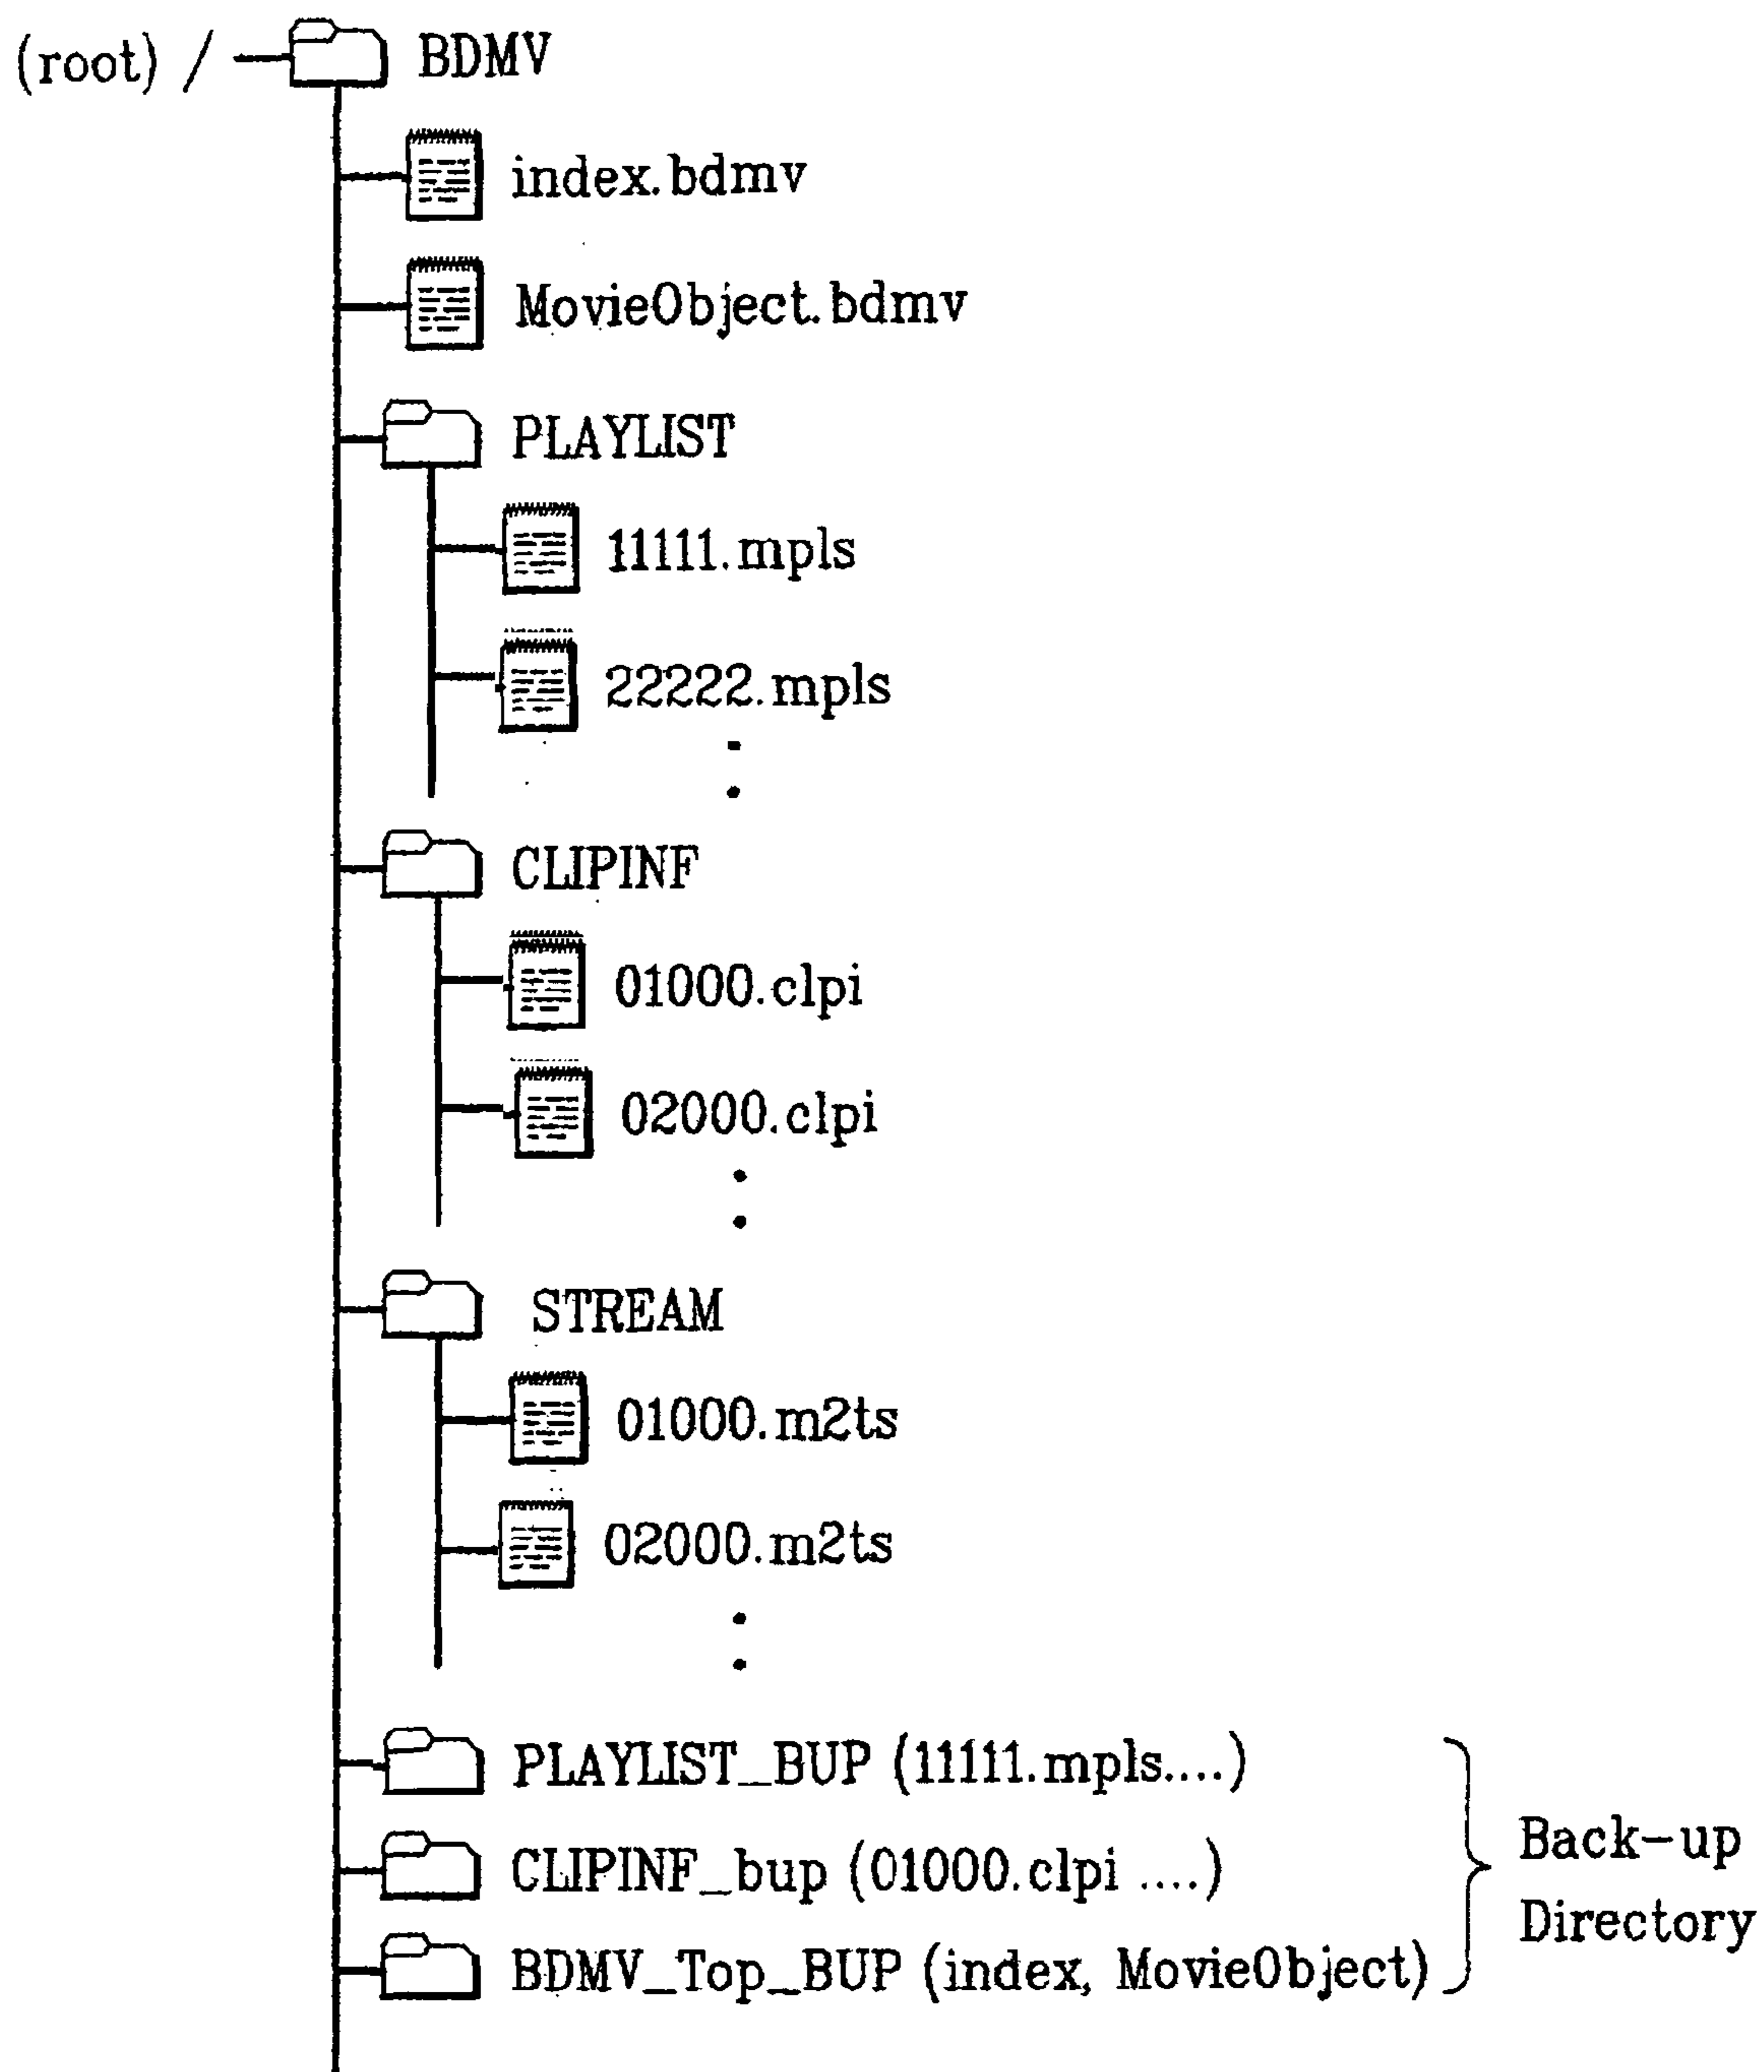 (root) / BDMV
index.bdmv
MovieObject.bdmv
PLAYLIST
11111.mpls
22222.mpls
CLIPINF
01000.clpi
02000.clpi
STREAM
01000.m2ts
02000.m2ts
PLAYLIST_BUP (11111.mpls....)
CLIPINF_bup (01000.clpi ....)
BDMV_Top_BUP (index, MovieObject)
Back-up
Directory